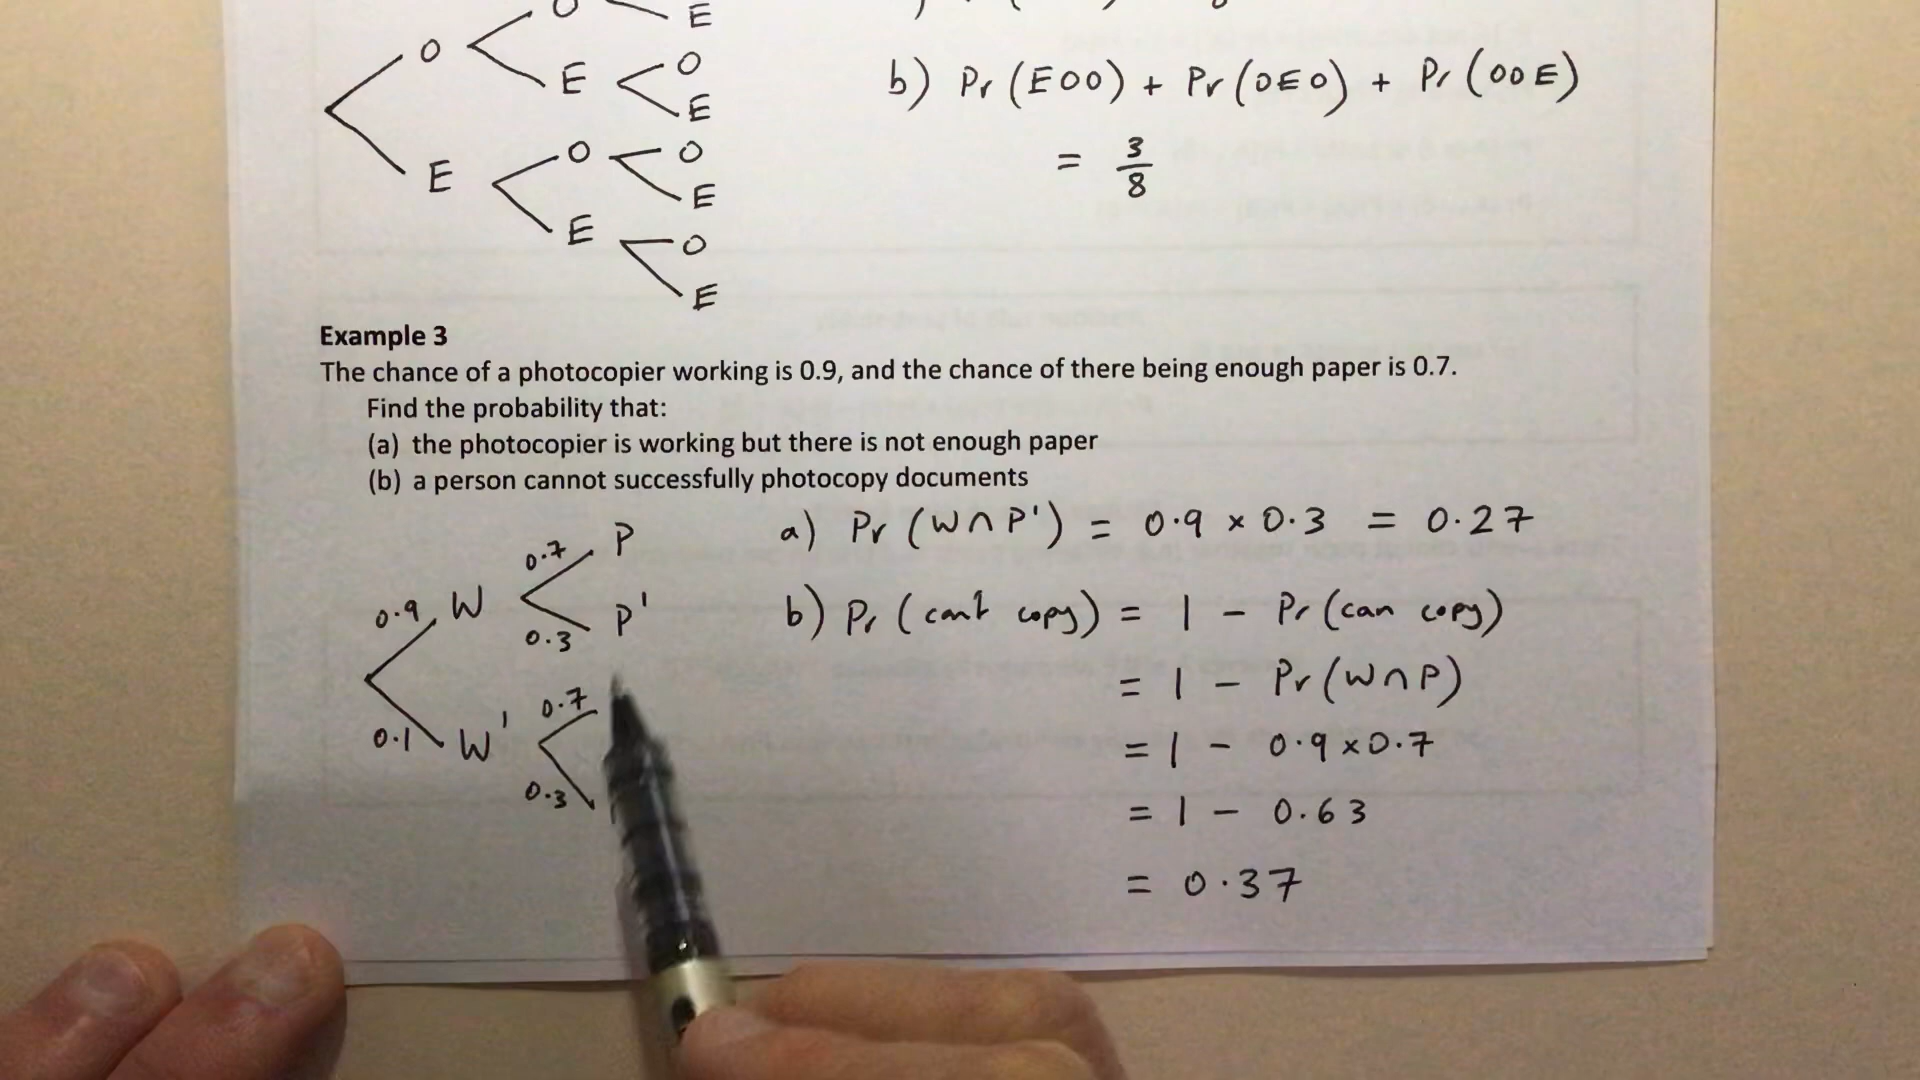 O E
O
E O
E
b) Pr (EOO) + Pr (OEO) + Pr (OOE)
= 3/8
E O O
E
E O
E
Example 3
The chance of a photocopier working is 0.9, and the chance of there being enough paper is 0.7.
Find the probability that:
(a) the photocopier is working but there is not enough paper
(b) a person cannot successfully photocopy documents
0.9 W 0.7 P
0.3 P'
0.1 W' 0.7
0.3
a) Pr (W∩P') = 0.9 × 0.3 = 0.27
b) Pr (cant copy) = 1 - Pr (can copy)
= 1 - Pr (W∩P)
= 1 - 0.9 × 0.7
= 1 - 0.63
= 0.37